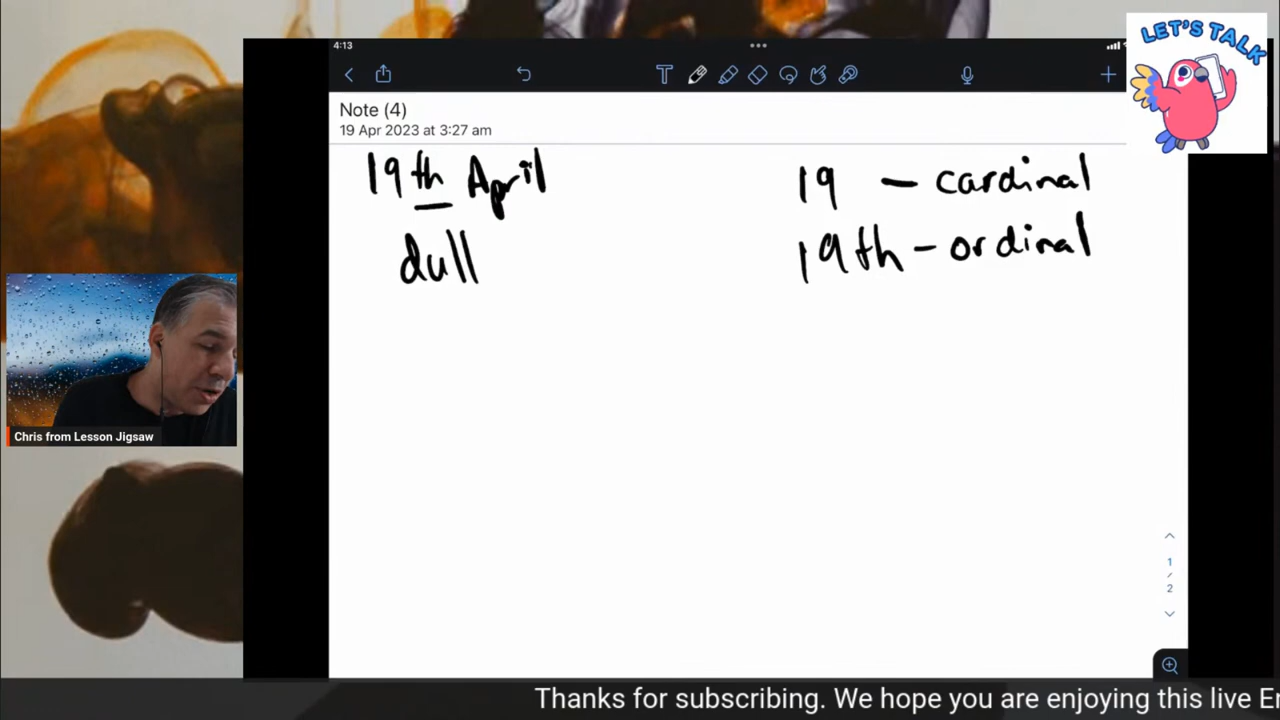 4:13
LET'S TALK
Note (4)
19 Apr 2023 at 3:27 am
19th April
19 – cardinal
dull
19th – ordinal
Chris from Lesson Jigsaw
1
/
2
Thanks for subscribing. We hope you are enjoying this live E